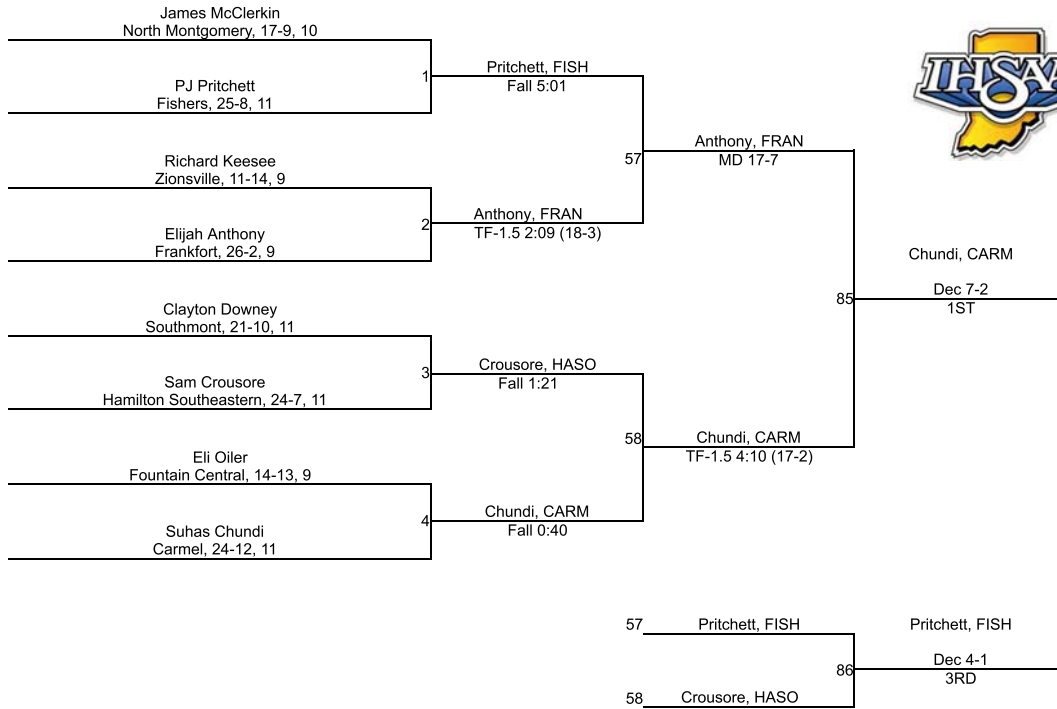 James McClerkin
North Montgomery, 17-9, 10
1
Pritchett, FISH
Fall 5:01
PJ Pritchett
Fishers, 25-8, 11
57
Anthony, FRAN
MD 17-7
Richard Keesee
Zionsville, 11-14, 9
2
Anthony, FRAN
TF-1.5 2:09 (18-3)
Elijah Anthony
Frankfort, 26-2, 9
85
Chundi, CARM
Dec 7-2
1ST
Clayton Downey
Southmont, 21-10, 11
3
Crousore, HASO
Fall 1:21
Sam Crousore
Hamilton Southeastern, 24-7, 11
58
Chundi, CARM
TF-1.5 4:10 (17-2)
Eli Oiler
Fountain Central, 14-13, 9
4
Chundi, CARM
Fall 0:40
Suhas Chundi
Carmel, 24-12, 11
57
Pritchett, FISH
86
Pritchett, FISH
Dec 4-1
3RD
58
Crousore, HASO
IHSAA